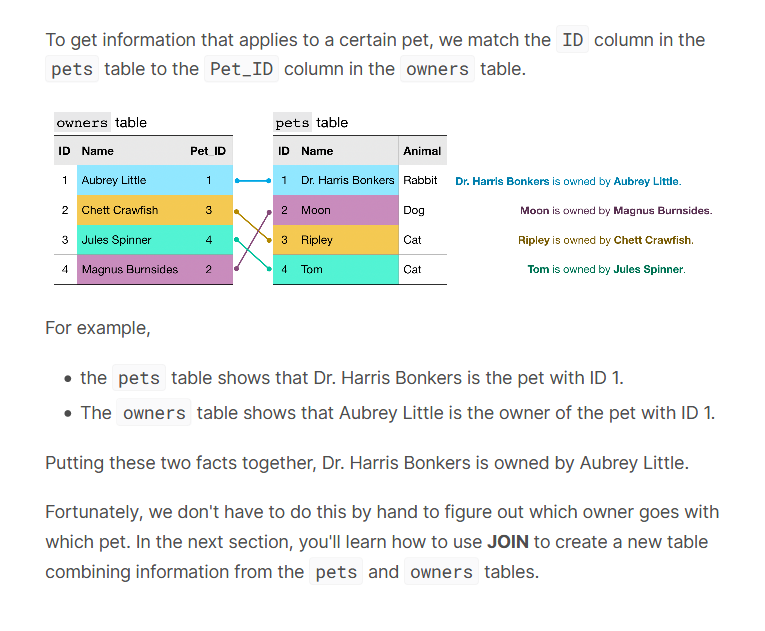 To get information that applies to a certain pet, we match the ID column in the
pets table to the Pet_ID column in the owners table.
owners table
ID Name Pet_ID
1 Aubrey Little 1
2 Chett Crawfish 3
3 Jules Spinner 4
4 Magnus Burnsides 2
pets table
ID Name Animal
1 Dr. Harris Bonkers Rabbit
2 Moon Dog
3 Ripley Cat
4 Tom Cat
Dr. Harris Bonkers is owned by Aubrey Little.
Moon is owned by Magnus Burnsides.
Ripley is owned by Chett Crawfish.
Tom is owned by Jules Spinner.
For example,
• the pets table shows that Dr. Harris Bonkers is the pet with ID 1.
• The owners table shows that Aubrey Little is the owner of the pet with ID 1.
Putting these two facts together, Dr. Harris Bonkers is owned by Aubrey Little.
Fortunately, we don't have to do this by hand to figure out which owner goes with
which pet. In the next section, you'll learn how to use JOIN to create a new table
combining information from the pets and owners tables.